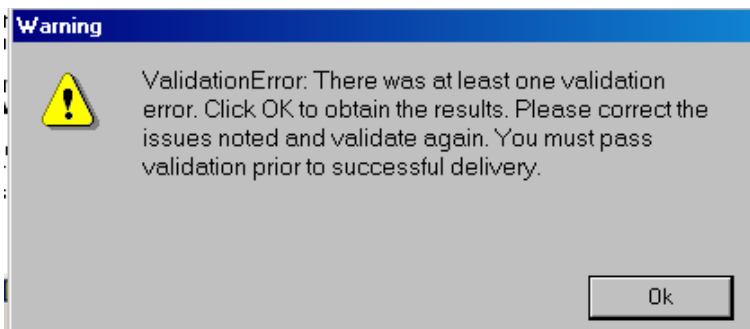 Warning
ValidationError: There was at least one validation
error. Click OK to obtain the results. Please correct the
issues noted and validate again. You must pass
validation prior to successful delivery.
Ok